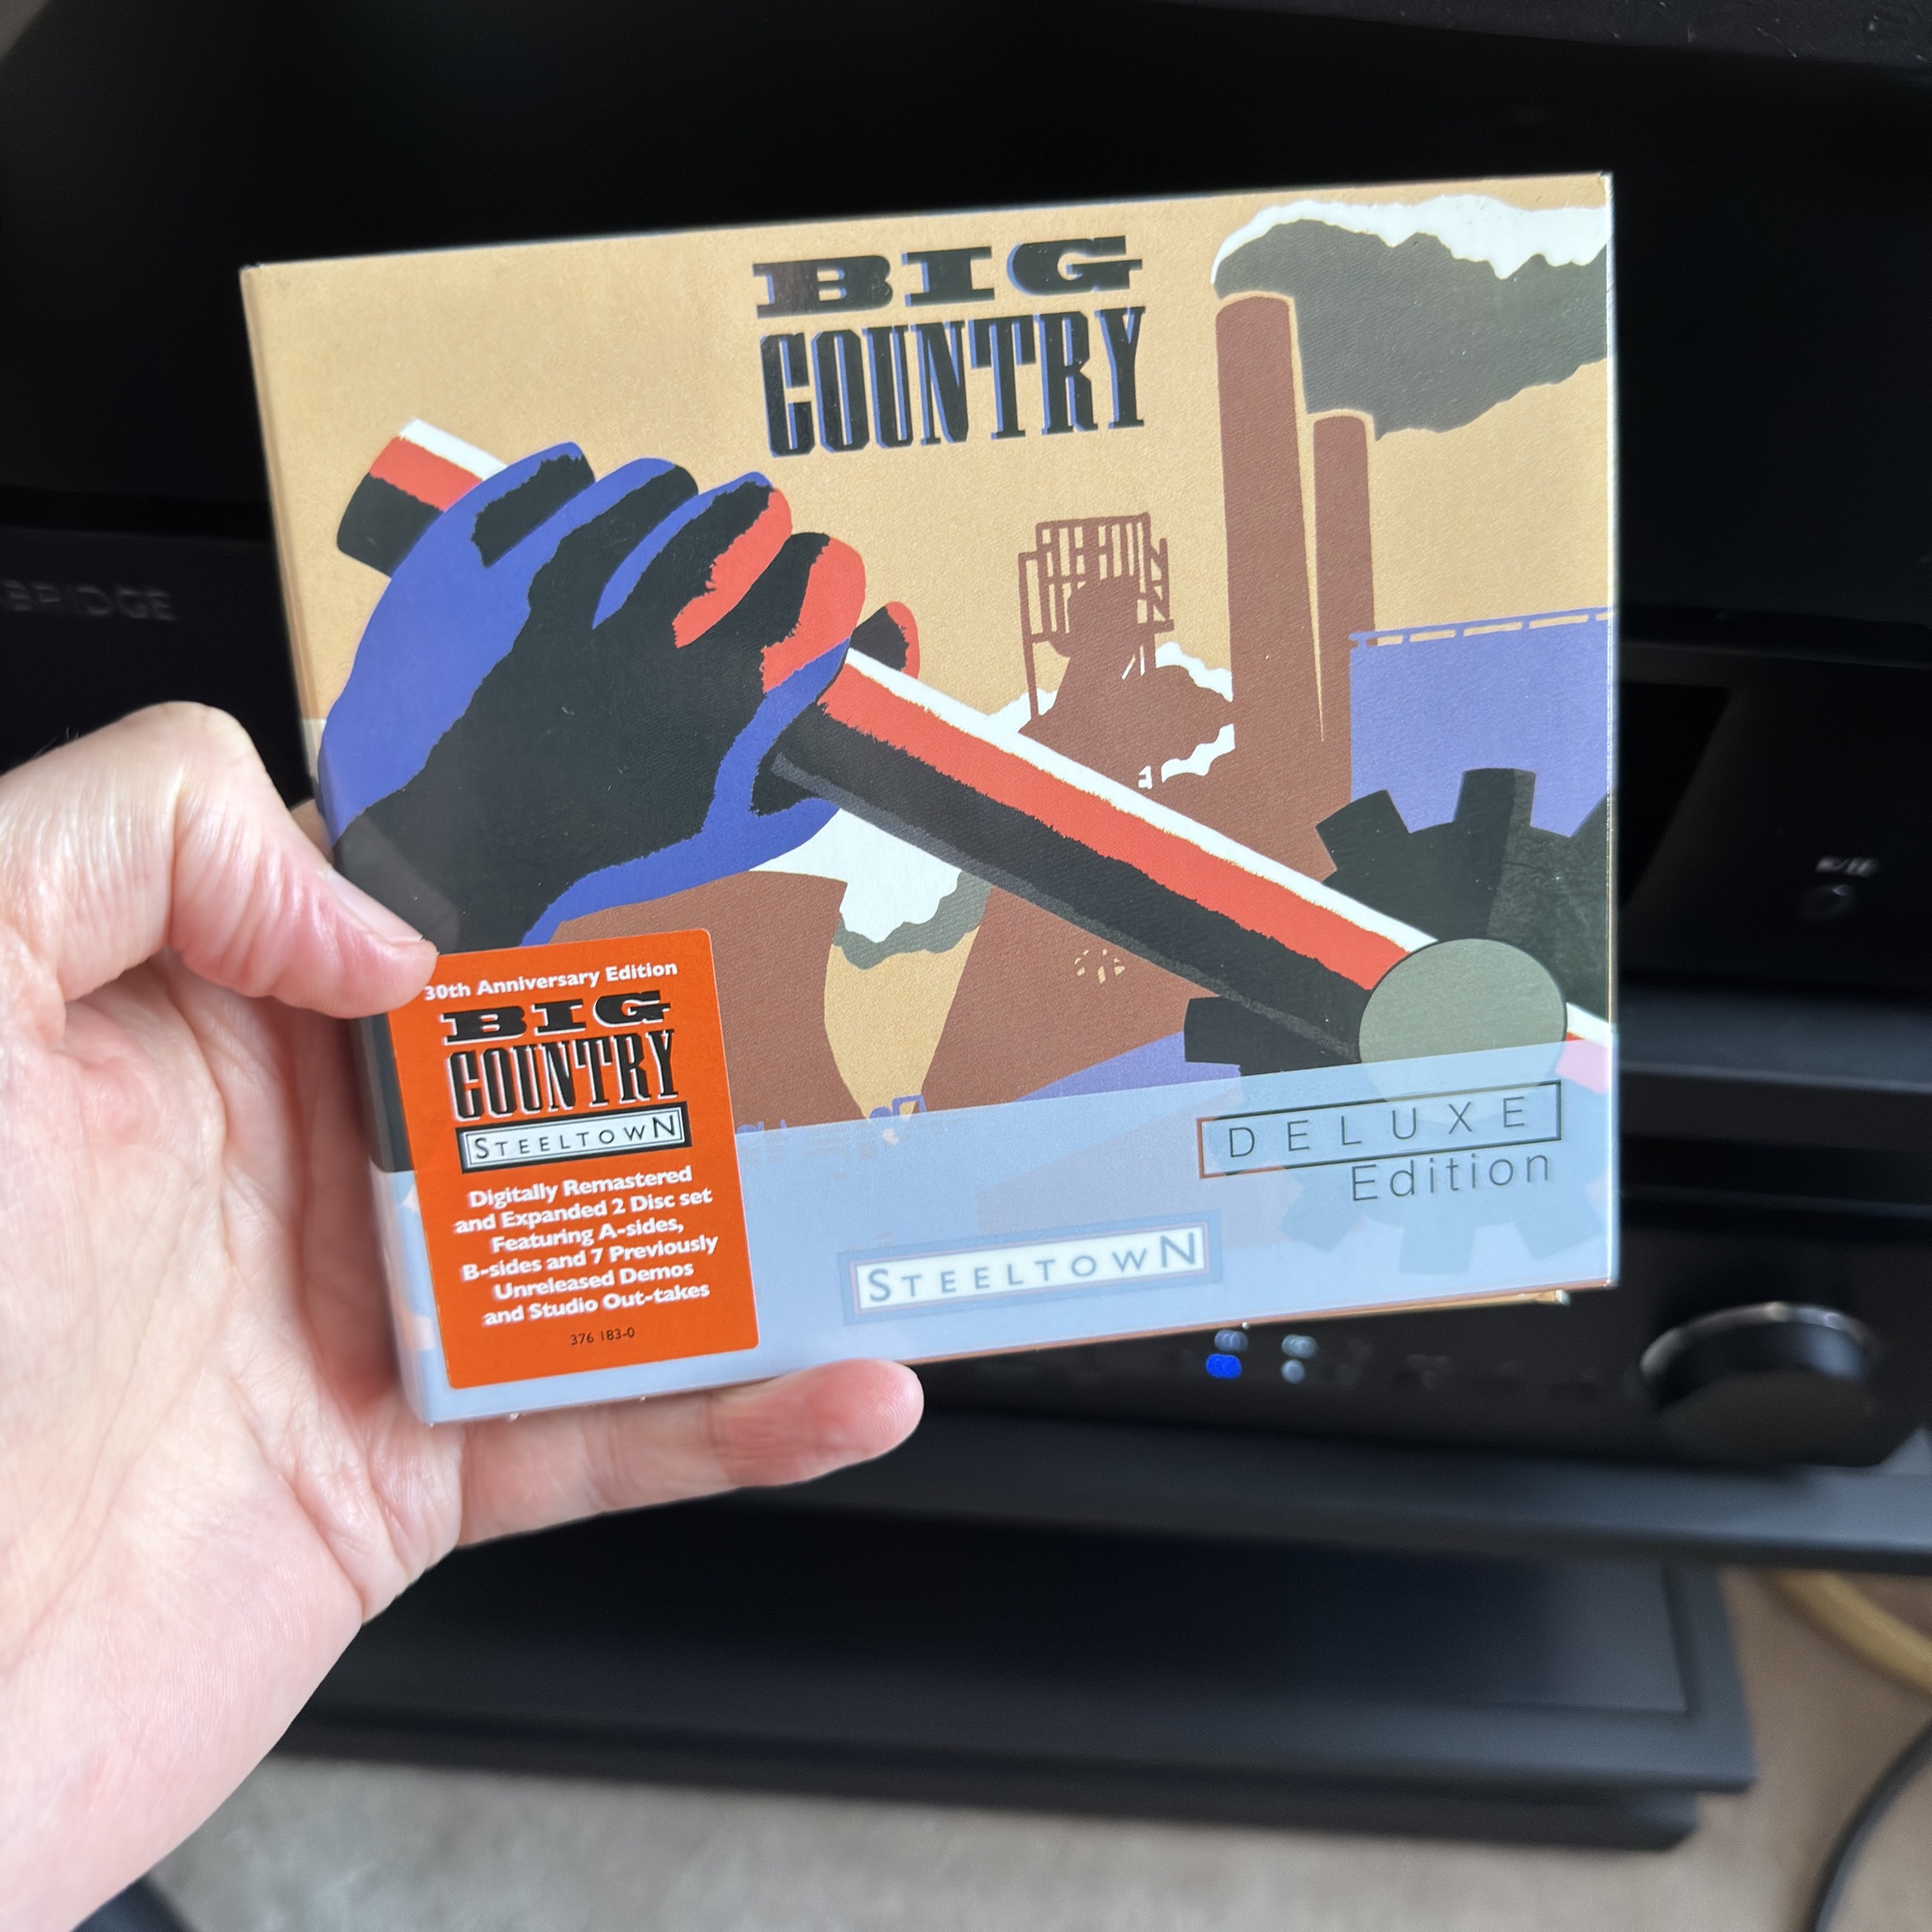 BIG
COUNTRY
BRIDGE
30th Anniversary Edition
BIG
COUNTRY
STEELTOWN
Digitally Remastered
and Expanded 2 Disc set
Featuring A-sides,
B-sides and 7 Previously
Unreleased Demos
and Studio Out-takes
376 183-0
DELUXE
Edition
STEELTOWN